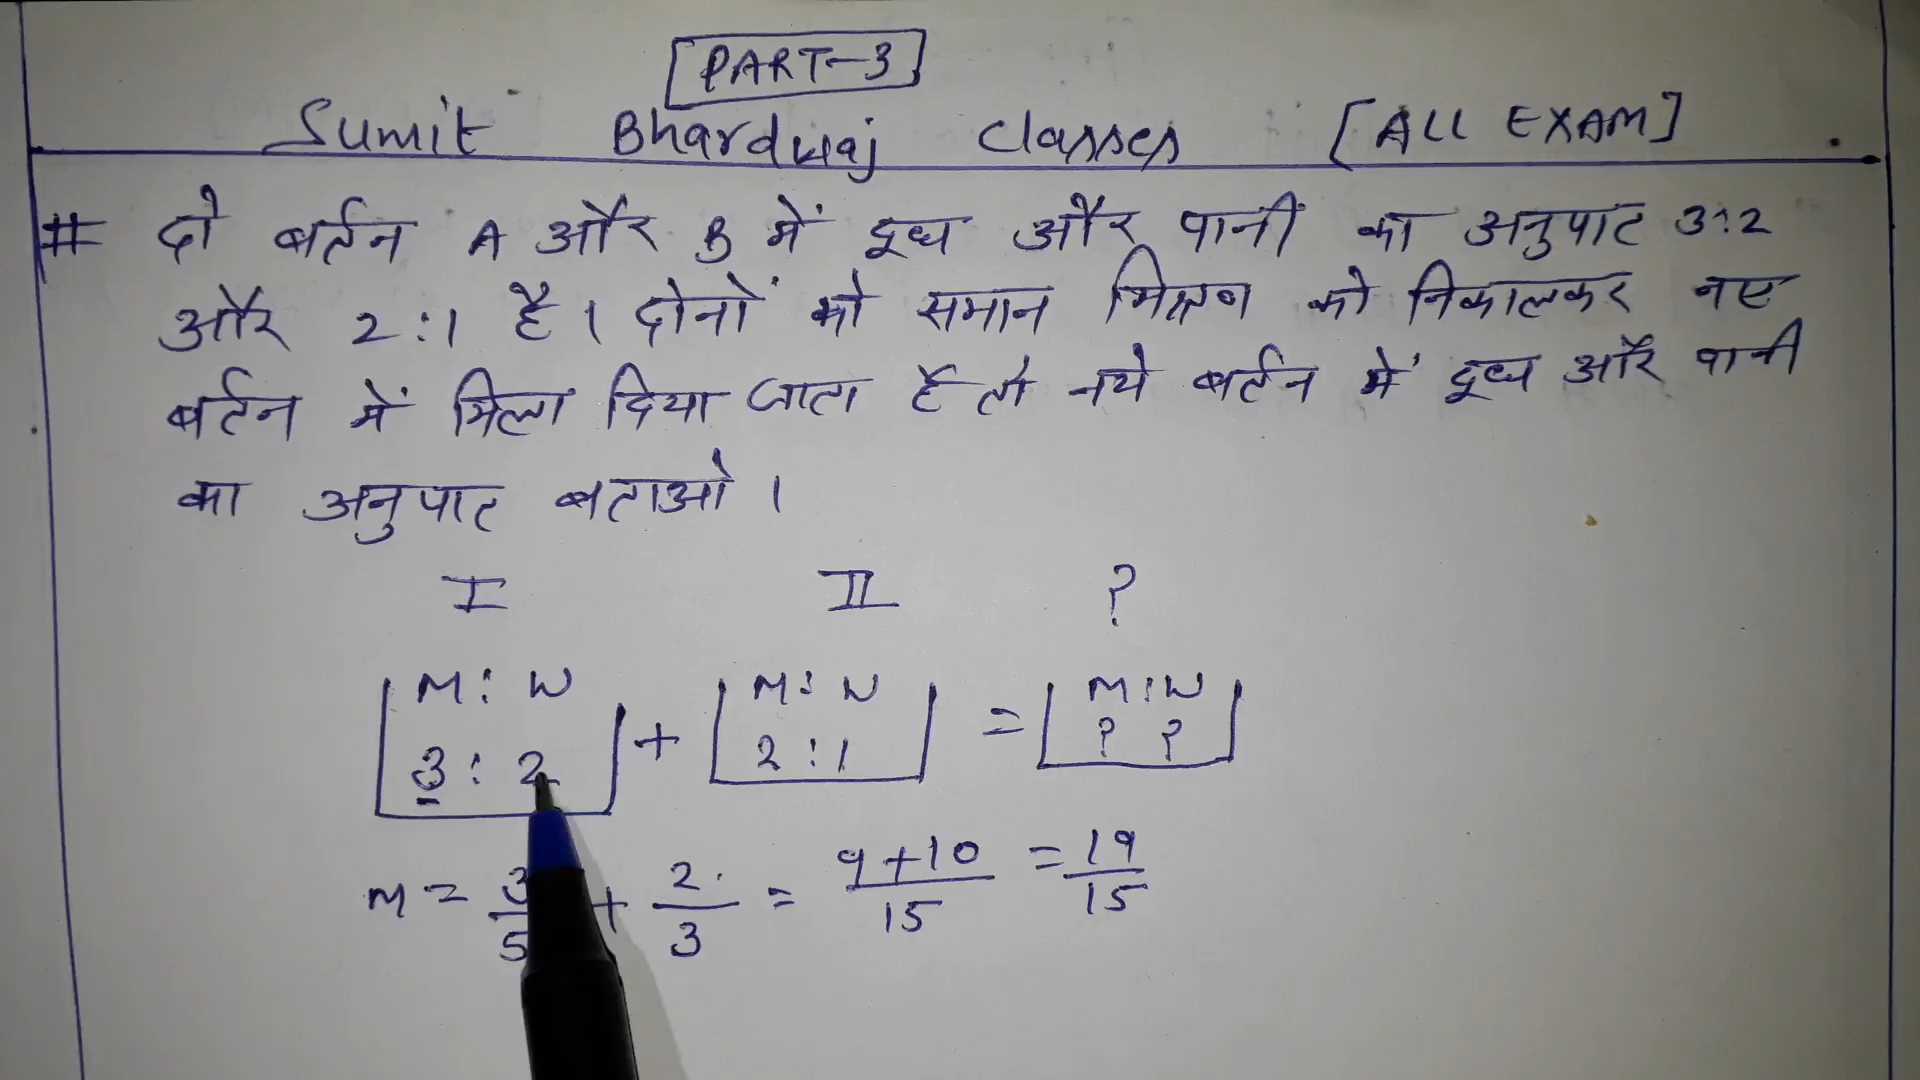 [PART-3]
Sumit Bhardwaj Classes [ALL EXAM]
# दो बर्तन A और B में दूध और पानी का अनुपात 3:2
और 2:1 है। दोनों को समान मिश्रण को निकालकर नए
बर्तन में मिला दिया जाता है तो नये बर्तन में दूध और पानी
का अनुपात बताओ।
I II ?
M : W M : W M : W
3 : 2 + 2 : 1 = ? ?
M = 3/5 + 2/3 = 9+10/15 = 19/15